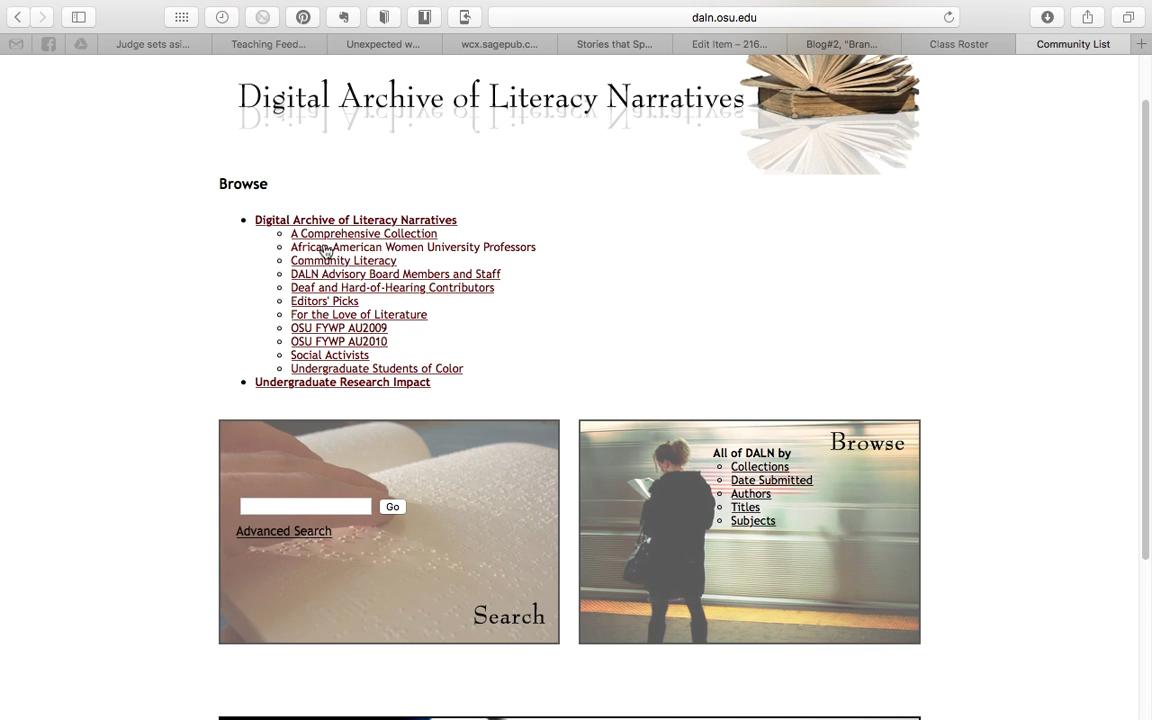 daln.osu.edu
Judge sets asi...
Teaching Feed...
Unexpected w...
wcx.sagepub.c...
Stories that Sp...
Edit Item – 216...
Blog#2, "Bran...
Class Roster
Community List
Digital Archive of Literacy Narratives
Browse
Digital Archive of Literacy Narratives
A Comprehensive Collection
African American Women University Professors
Community Literacy
DALN Advisory Board Members and Staff
Deaf and Hard-of-Hearing Contributors
Editors' Picks
For the Love of Literature
OSU FYWP AU2009
OSU FYWP AU2010
Social Activists
Undergraduate Students of Color
Undergraduate Research Impact
Go
Advanced Search
Search
Browse
All of DALN by
Collections
Date Submitted
Authors
Titles
Subjects